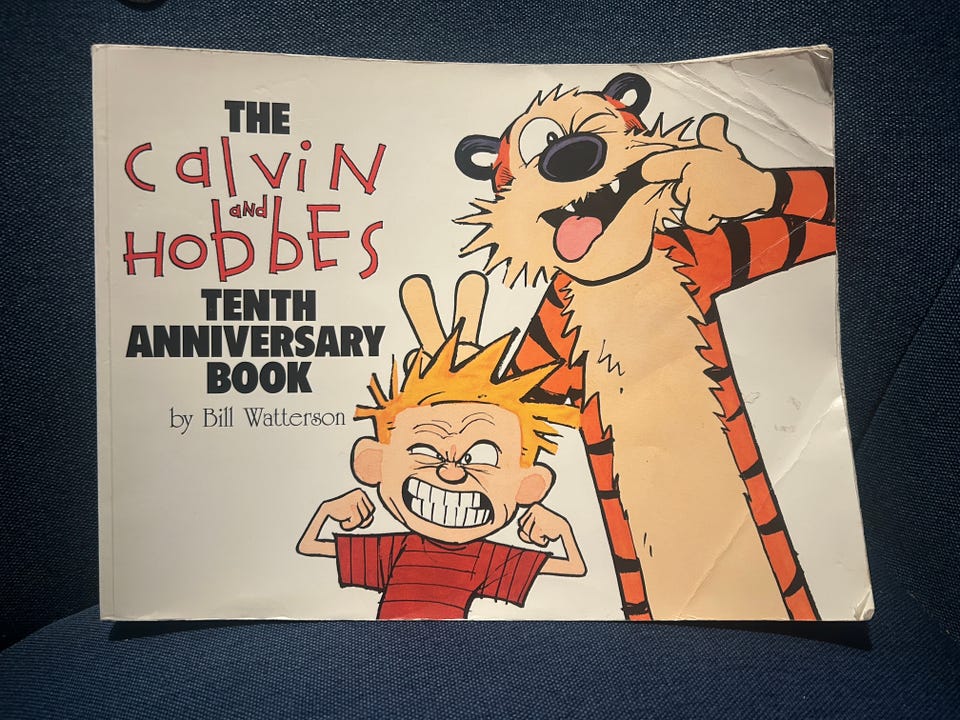 THE
CalviN
aND
HObbES
TENTH
ANNIVERSARY
BOOK
by Bill Watterson